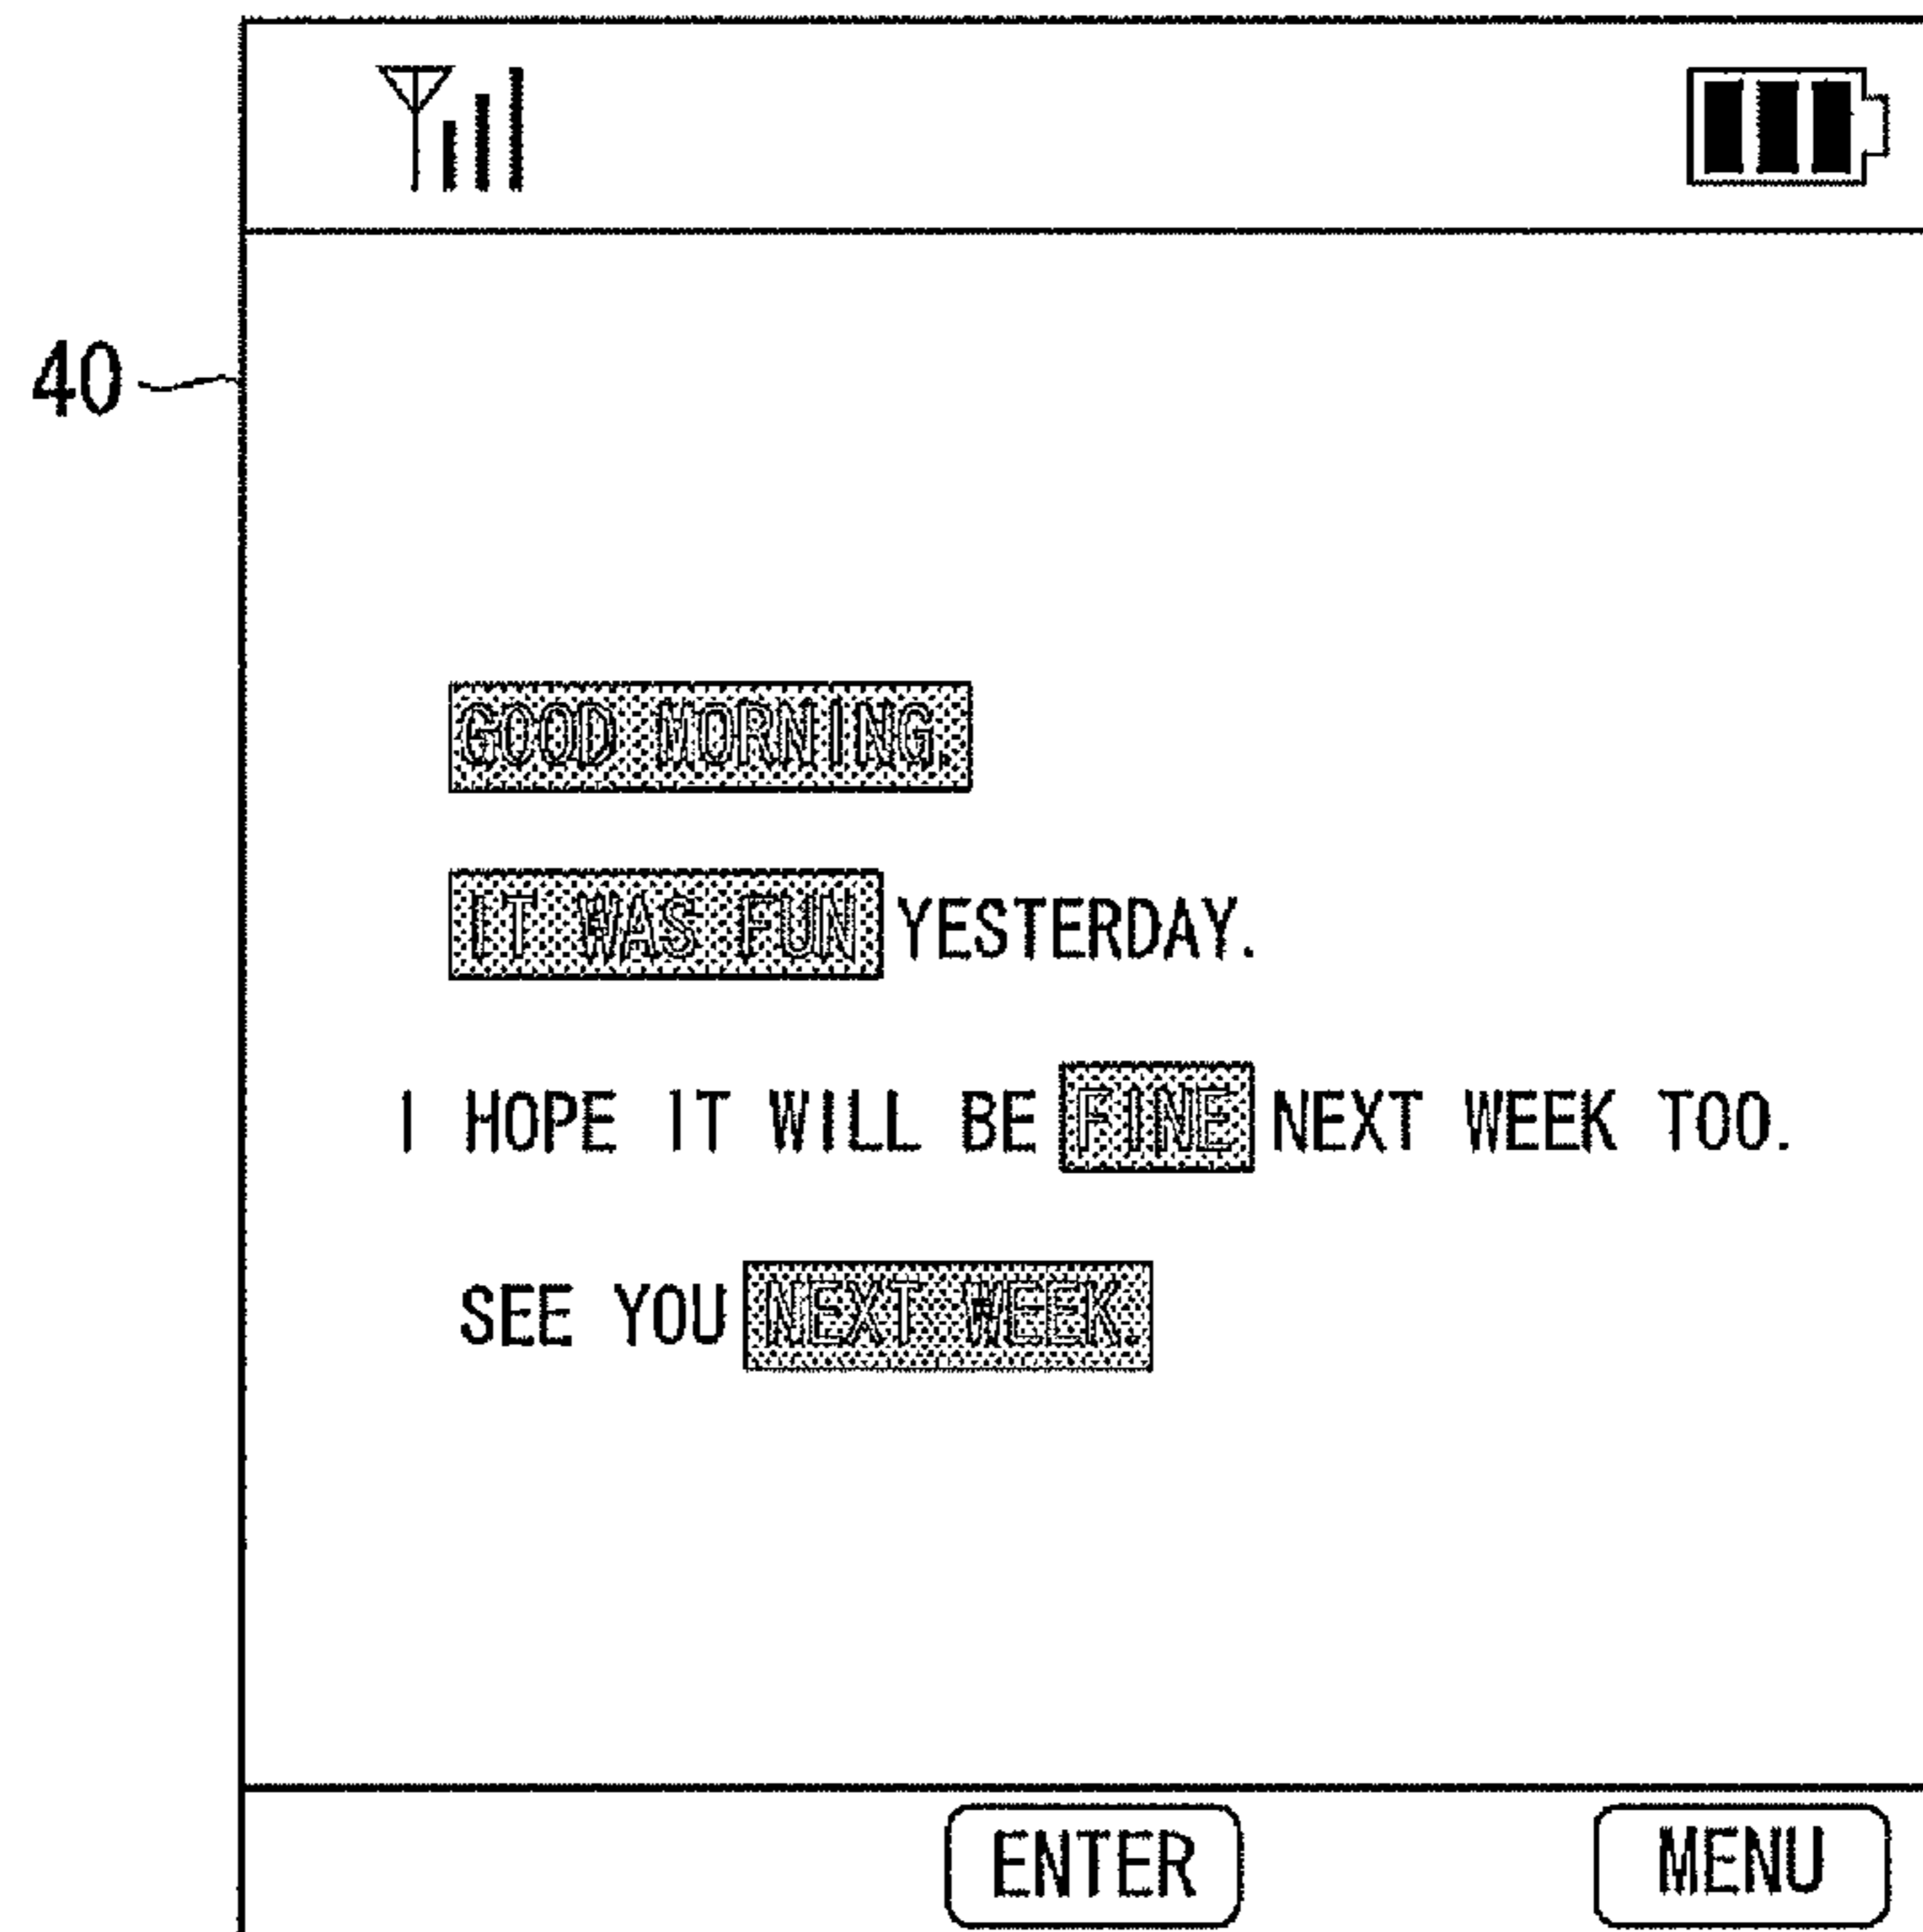 40
GOOD MORNING.
IT WAS FUN YESTERDAY.
I HOPE IT WILL BE FINE NEXT WEEK TOO.
SEE YOU NEXT WEEK.
ENTER MENU